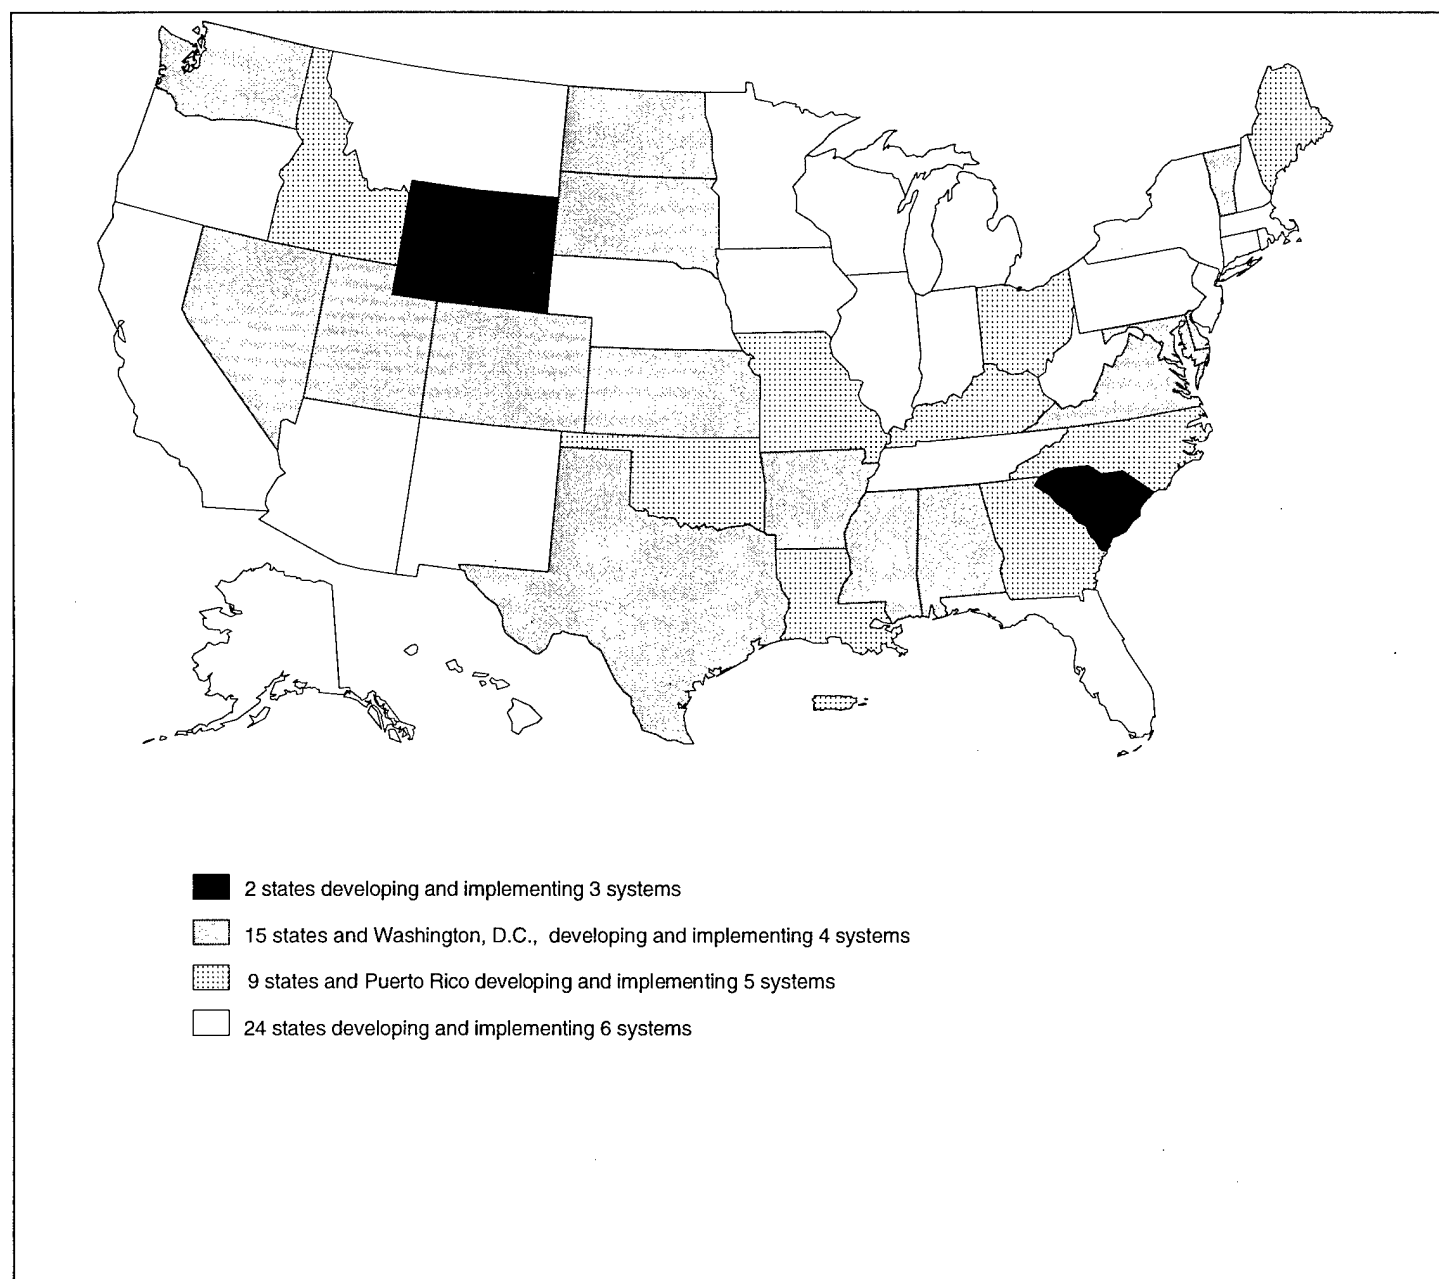 2 states developing and implementing 3 systems
15 states and Washington, D.C., developing and implementing 4 systems
9 states and Puerto Rico developing and implementing 5 systems
24 states developing and implementing 6 systems